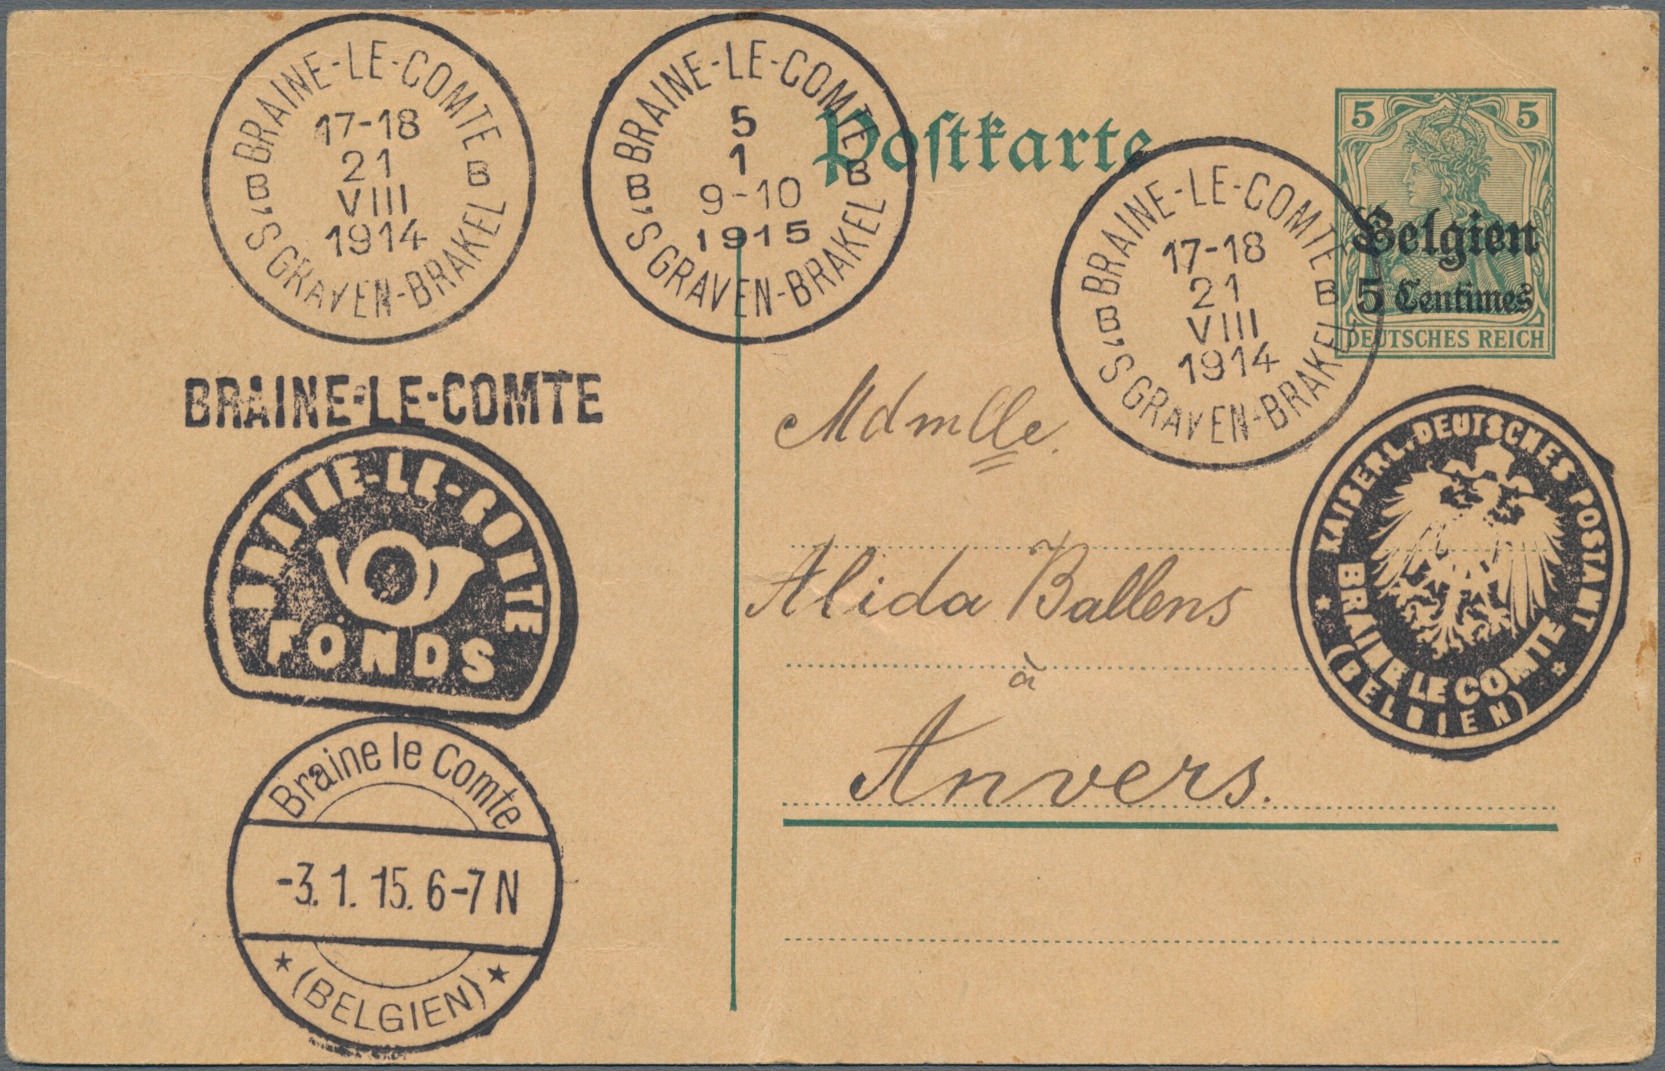 BRAINE-LE-COMTE
17-18
21
VIII
1914
B B
'S GRAVEN-BRAKEL
BRAINE-LE-COMTE
5
1
9-10
1915
B B
'S GRAVEN-BRAKEL
Postkarte
5 5
Belgien
5 Centimes
DEUTSCHES REICH
BRAINE-LE-COMTE
17-18
21
VIII
1914
B B
'S GRAVEN-BRAKEL
BRAINE-LE-COMTE
Mdmlle.
KAISERL. DEUTSCHES POSTAMT
BRAINE LE COMTE
(BELGIEN)
BRAINE-LE-COMTE
FONDS
Alida Ballens
à
Anvers.
Braine le Comte
-3.1.15. 6-7 N
* (BELGIEN) *